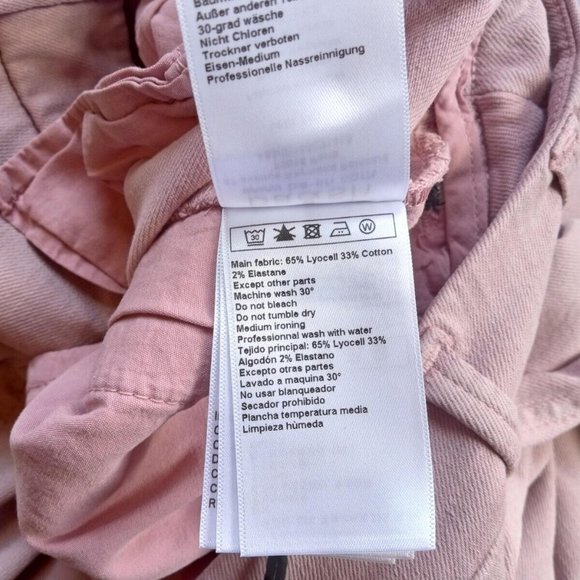 Außer anderen
30-grad wäsche
Nicht Chloren
Trockner verboten
Eisen-Medium
Professionelle Nassreinigung
30
W
Main fabric: 65% Lyocell 33% Cotton
2% Elastane
Except other parts
Machine wash 30°
Do not bleach
Do not tumble dry
Medium ironing
Professionnal wash with water
Tejido principal: 65% Lyocell 33%
Algodón 2% Elastano
Excepto otras partes
Lavado a maquina 30°
No usar blanqueador
Secador prohibido
Plancha temperatura media
Limpieza hùmeda